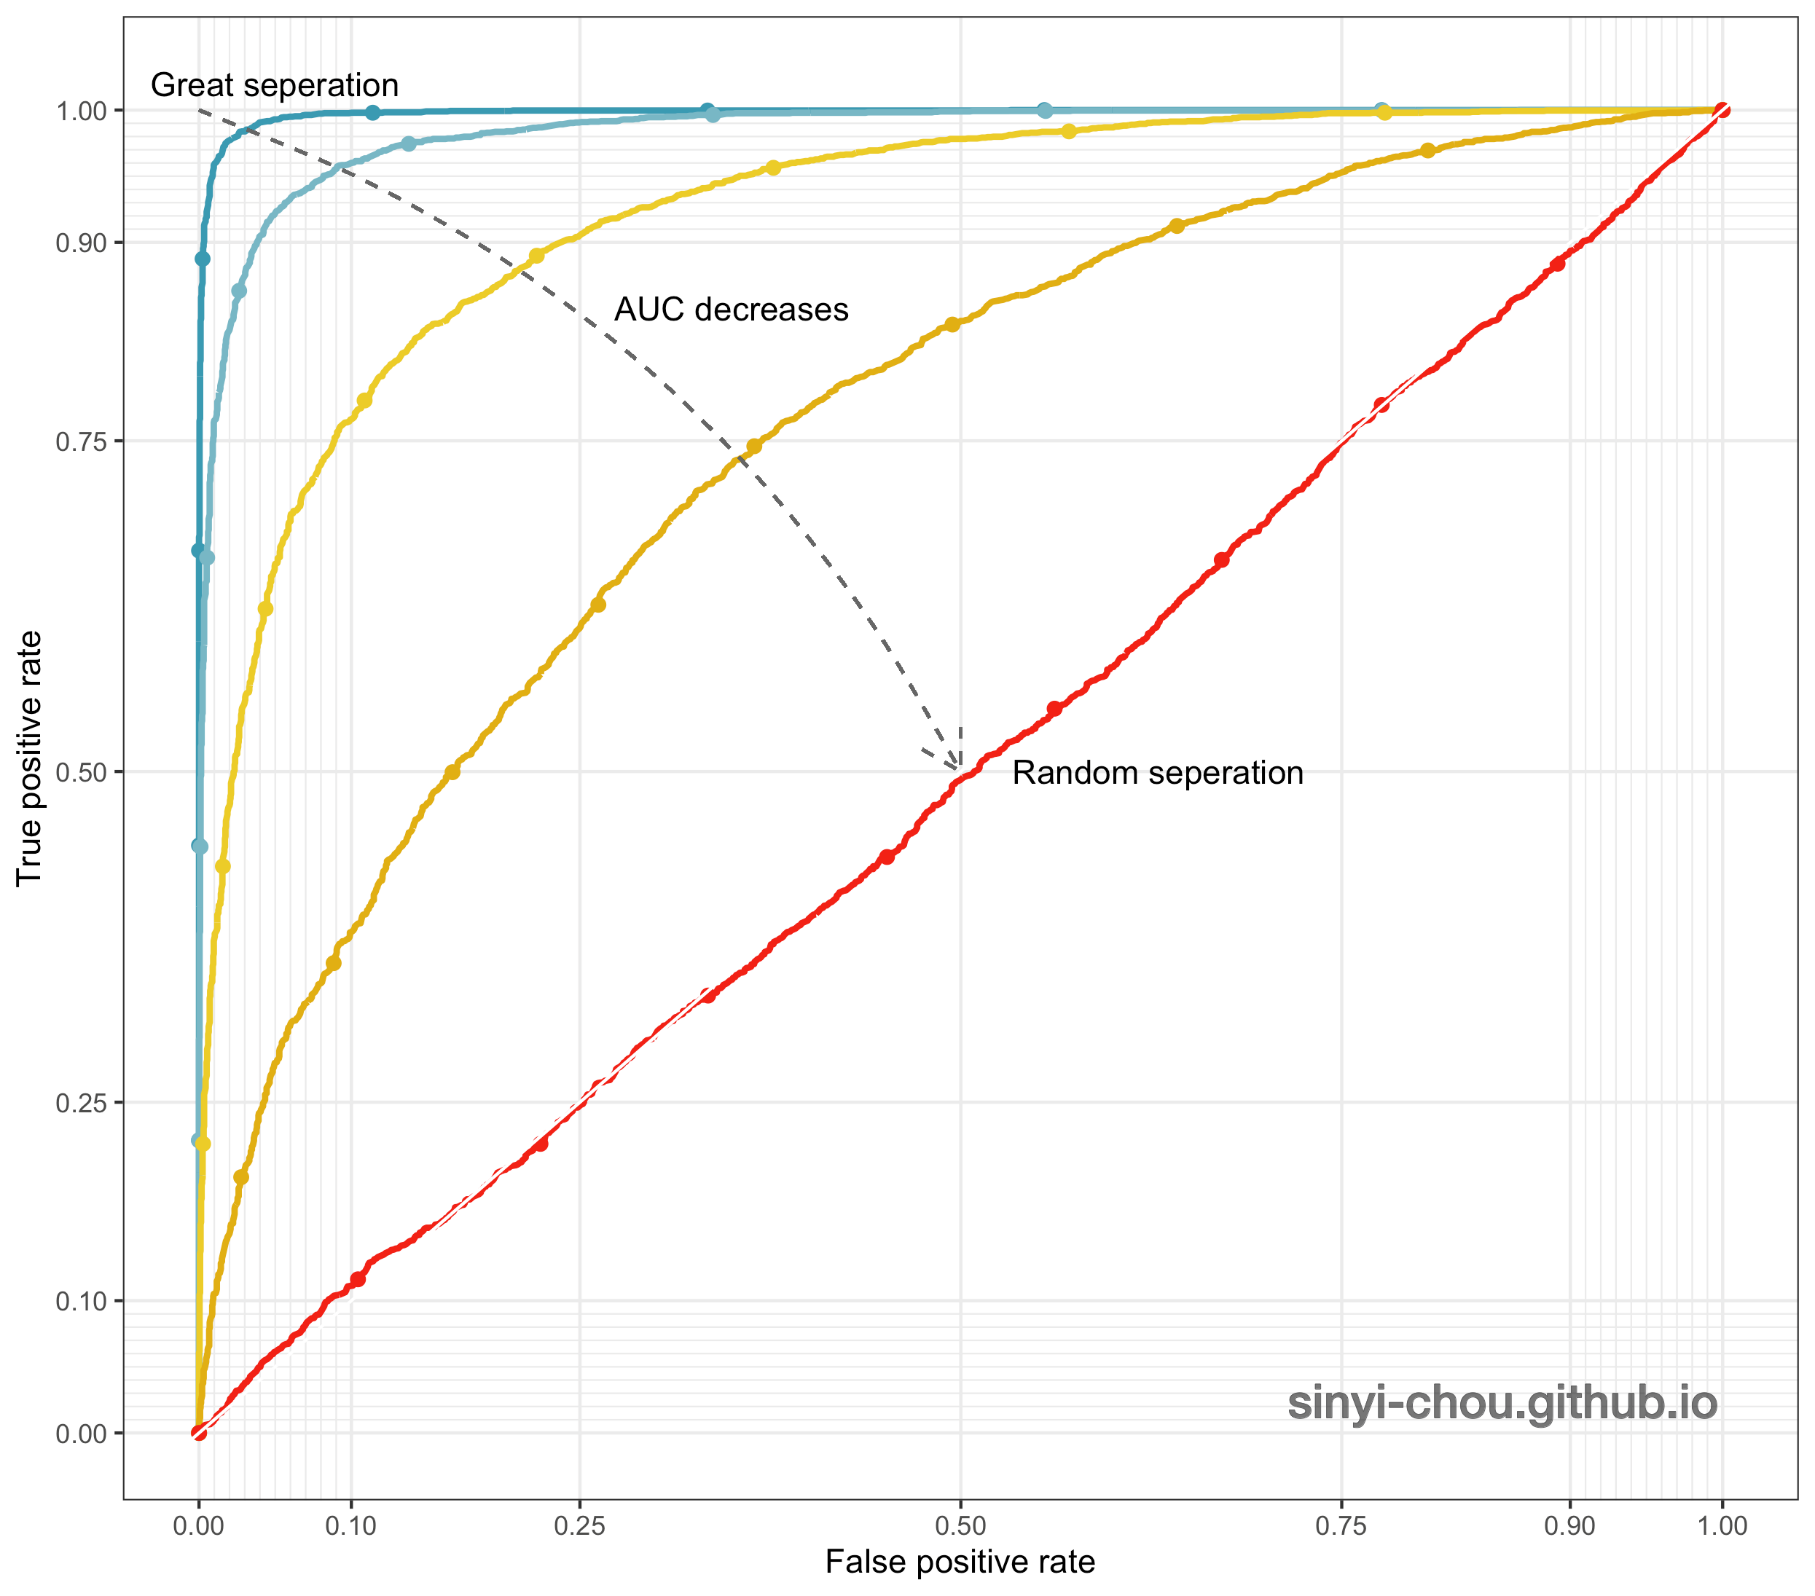 Great seperation
1.00
0.90
AUC decreases
0.75
True positive rate
0.50
Random seperation
0.25
0.10
sinyi-chou.github.io
0.00
0.00
0.10
0.25
0.50
0.75
0.90
1.00
False positive rate